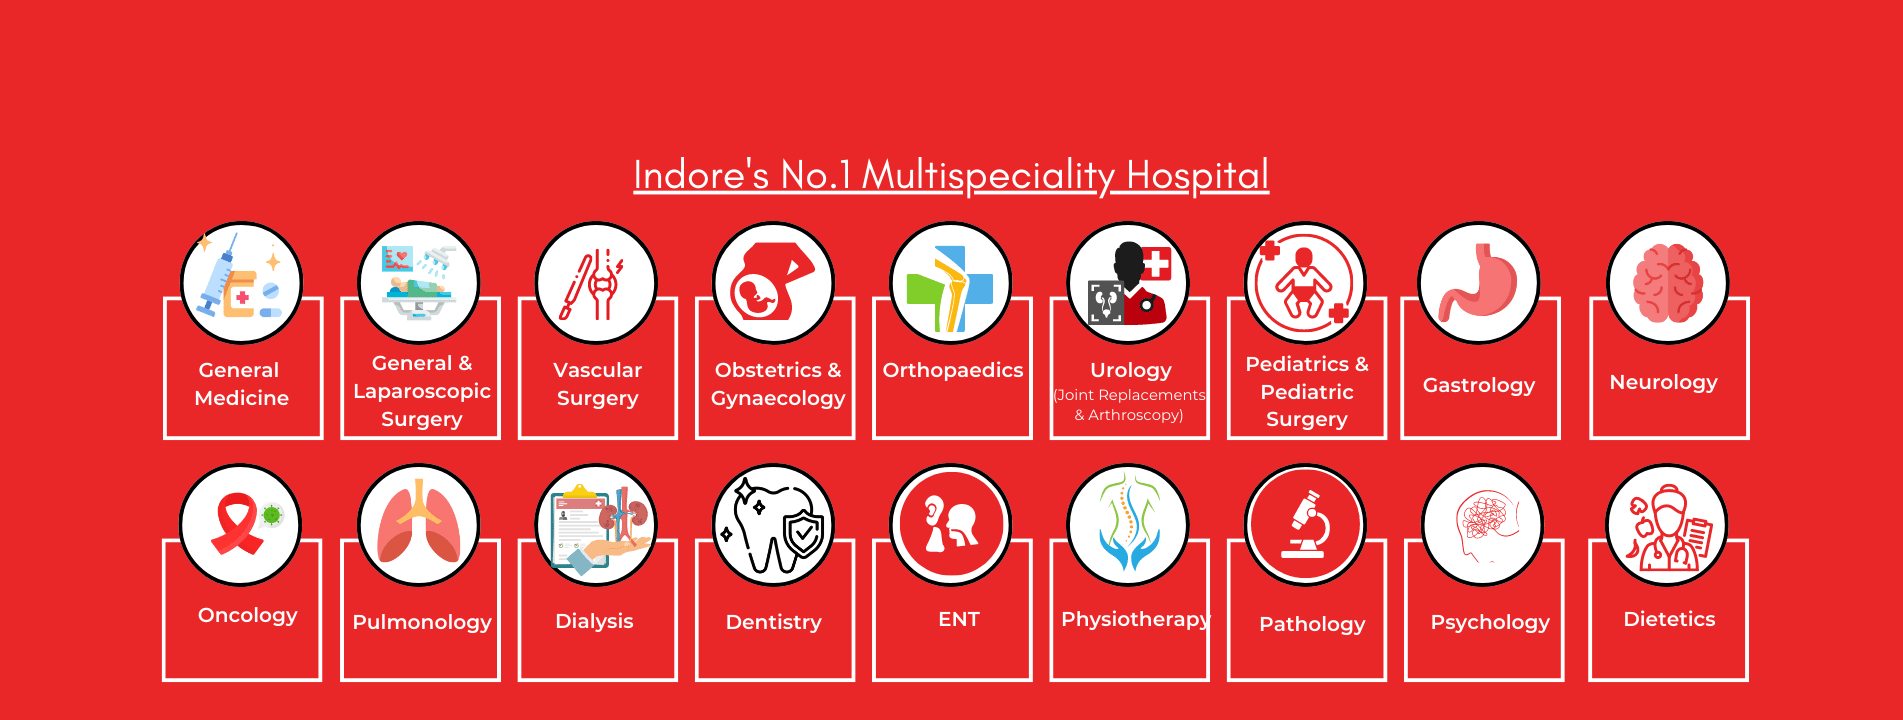 Indore's No.1 Multispeciality Hospital
General
Medicine
General &
Laparoscopic
Surgery
Vascular
Surgery
Obstetrics &
Gynaecology
Orthopaedics
Urology
(Joint Replacements
& Arthroscopy)
Pediatrics &
Pediatric
Surgery
Gastrology
Neurology
Oncology
Pulmonology
Dialysis
Dentistry
ENT
Physiotherapy
Pathology
Psychology
Dietetics